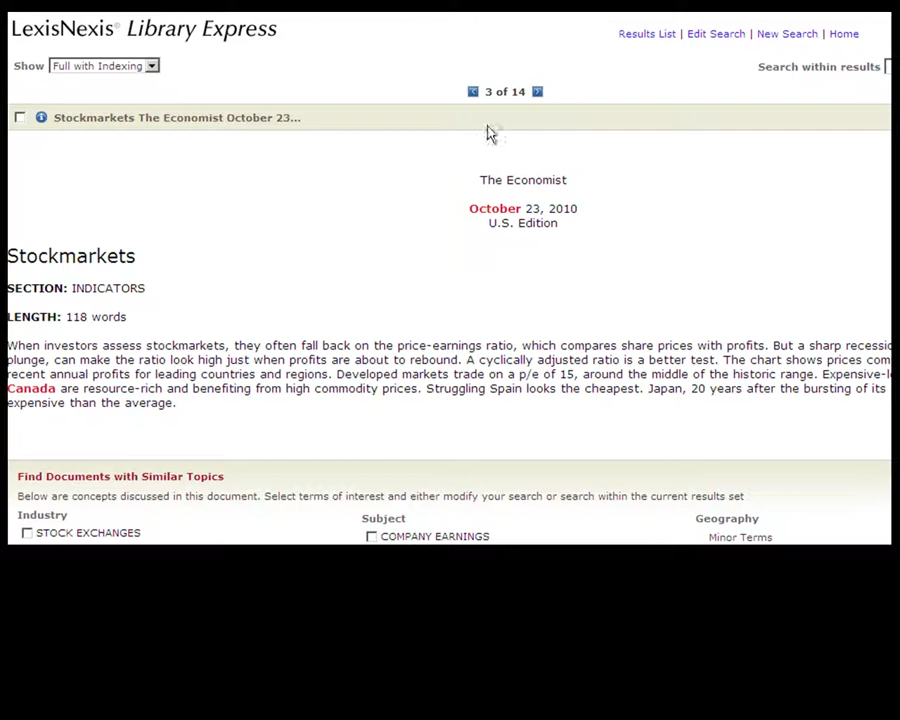 LexisNexis® Library Express
Results List | Edit Search | New Search | Home
Show Full with Indexing
Search within results
3 of 14
Stockmarkets The Economist October 23...
The Economist
October 23, 2010
U.S. Edition
Stockmarkets
SECTION: INDICATORS
LENGTH: 118 words
When investors assess stockmarkets, they often fall back on the price-earnings ratio, which compares share prices with profits. But a sharp recessio
plunge, can make the ratio look high just when profits are about to rebound. A cyclically adjusted ratio is a better test. The chart shows prices com
recent annual profits for leading countries and regions. Developed markets trade on a p/e of 15, around the middle of the historic range. Expensive-l
Canada are resource-rich and benefiting from high commodity prices. Struggling Spain looks the cheapest. Japan, 20 years after the bursting of its
expensive than the average.
Find Documents with Similar Topics
Below are concepts discussed in this document. Select terms of interest and either modify your search or search within the current results set
Industry
Subject
Geography
STOCK EXCHANGES
COMPANY EARNINGS
Minor Terms